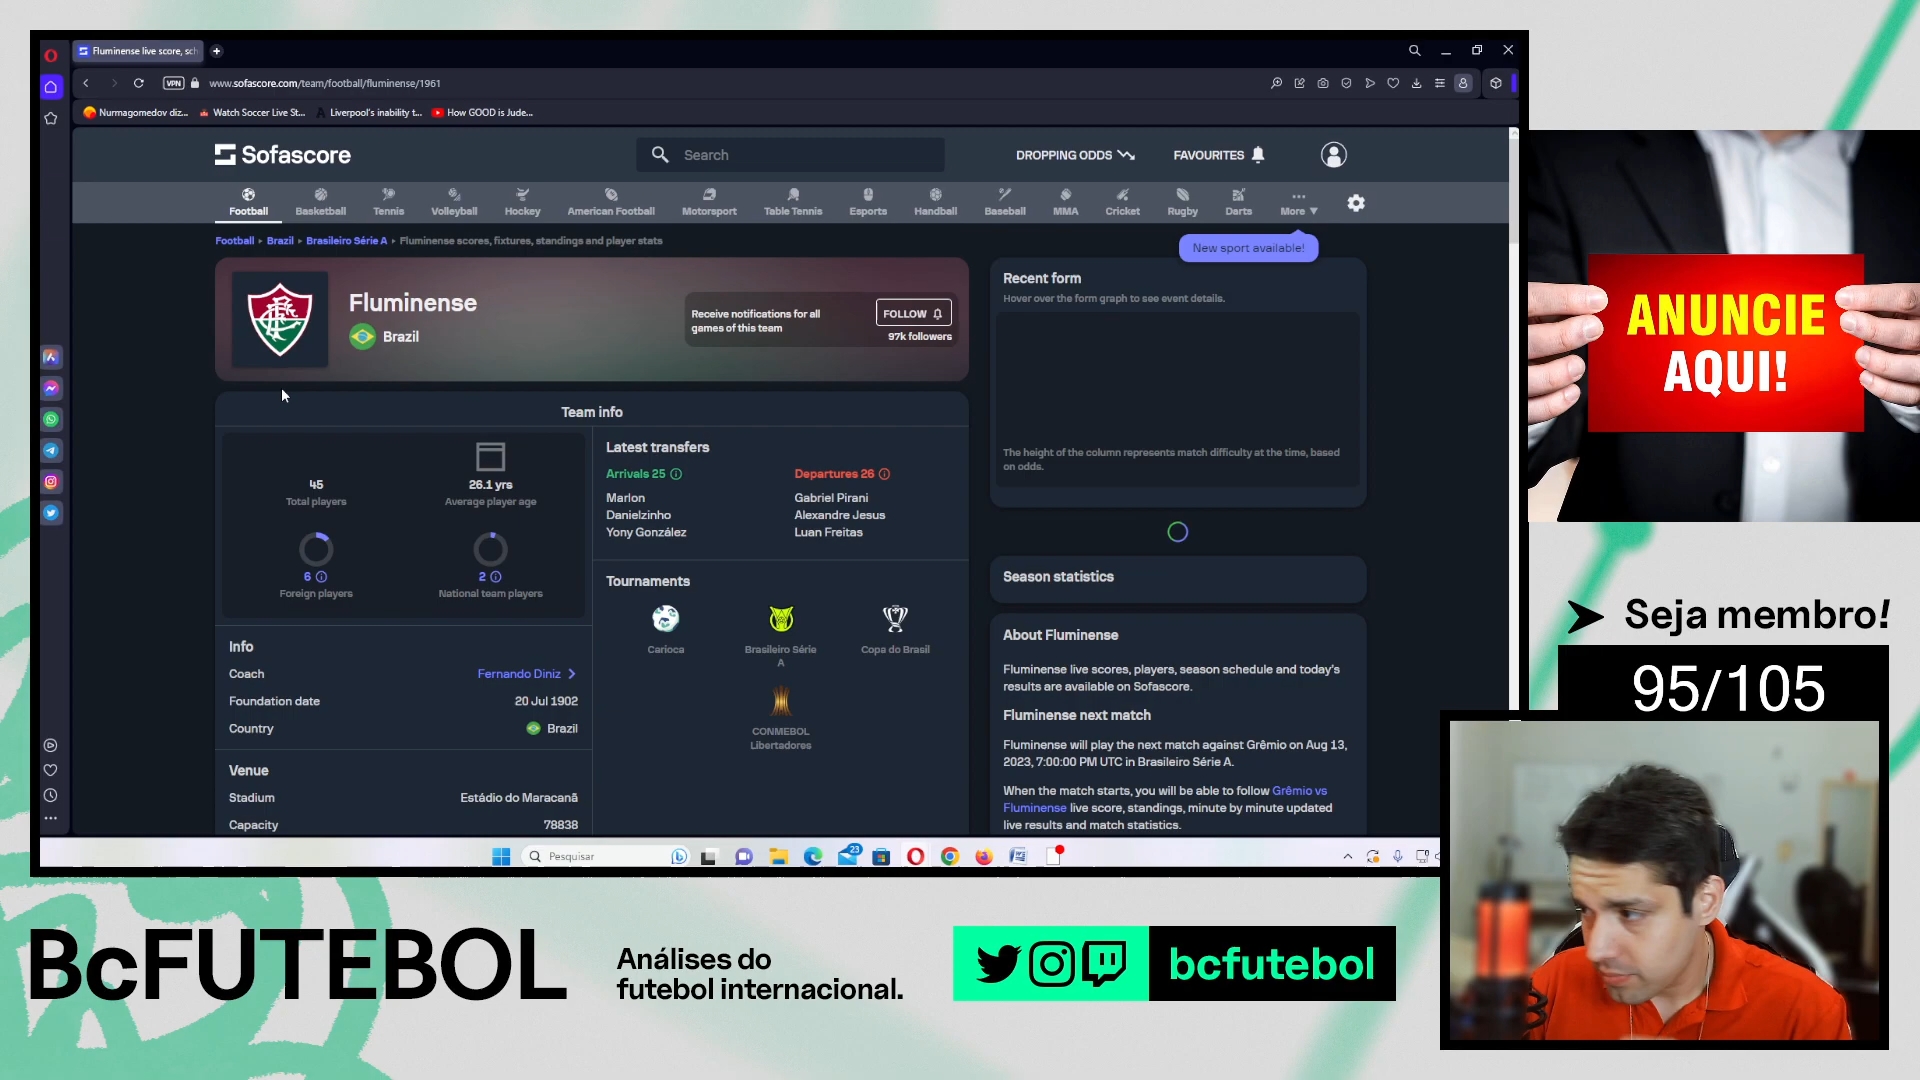 Fluminense live score, sch
www.sofascore.com/team/football/fluminense/1961
VPN
Nurmagomedov diz...
Watch Soccer Live St...
Liverpool's inability t...
How GOOD is Jude...
Sofascore
Search
DROPPING ODDS
FAVOURITES
Football
Basketball
Tennis
Volleyball
Hockey
American Football
Motorsport
Table Tennis
Esports
Handball
Baseball
MMA
Cricket
Rugby
Darts
More
Football
Brazil
Brasileiro Série A
Fluminense scores, fixtures, standings and player stats
New sport available!
Fluminense
Brazil
Receive notifications for all
games of this team
FOLLOW
97k followers
Team info
45
Total players
26.1 yrs
Average player age
6
Foreign players
2
National team players
Latest transfers
Arrivals 25
Departures 26
Marlon
Gabriel Pirani
Danielzinho
Alexandre Jesus
Yony González
Luan Freitas
Tournaments
Carioca
Brasileiro Série
A
Copa do Brasil
CONMEBOL
Libertadores
Info
Coach
Fernando Diniz
Foundation date
20 Jul 1902
Country
Brazil
Venue
Stadium
Estádio do Maracanã
Capacity
78838
Recent form
Hover over the form graph to see event details.
The height of the column represents match difficulty at the time, based
on odds.
Season statistics
About Fluminense
Fluminense live scores, players, season schedule and today's
results are available on Sofascore.
Fluminense next match
Fluminense will play the next match against Grêmio on Aug 13,
2023, 7:00:00 PM UTC in Brasileiro Série A.
When the match starts, you will be able to follow Grêmio vs
Fluminense live score, standings, minute by minute updated
live results and match statistics.
Pesquisar
23
ANUNCIE
AQUI!
Seja membro!
95/105
BcFUTEBOL
Análises do
futebol internacional.
bcfutebol